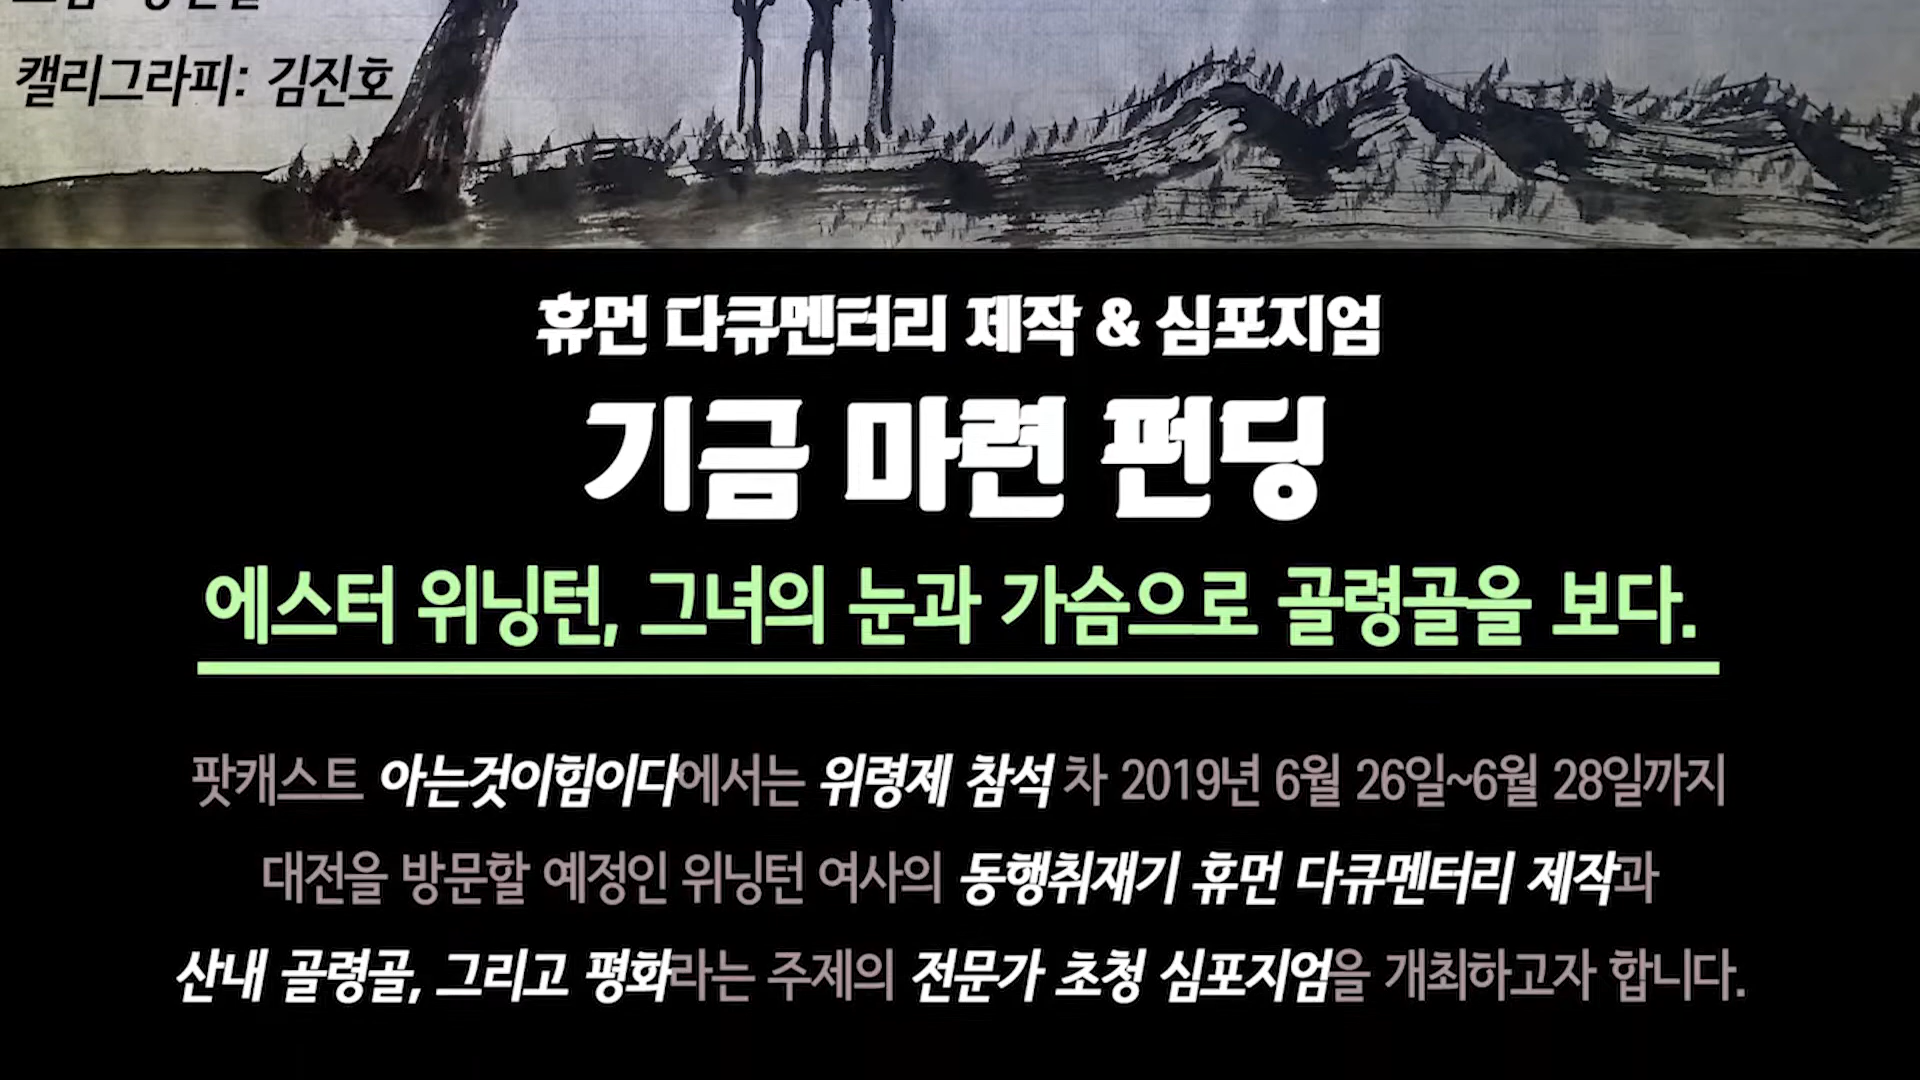 캘리그라피: 김진호
휴먼 다큐멘터리 제작 & 심포지엄
기금 마련 펀딩
에스터 위닝턴, 그녀의 눈과 가슴으로 골령골을 보다.
팟캐스트 아는것이힘이다에서는 위령제 참석 차 2019년 6월 26일~6월 28일까지
대전을 방문할 예정인 위닝턴 여사의 동행취재기 휴먼 다큐멘터리 제작과
산내 골령골, 그리고 평화라는 주제의 전문가 초청 심포지엄을 개최하고자 합니다.